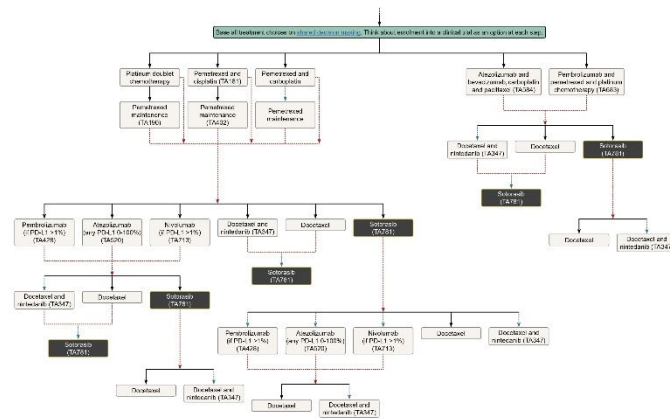 Base all treatment choices on shared decision making. Think about enrolment into a clinical trial as an option at each step.
Platinum doublet
chemotherapy
Pemetrexed and
cisplatin (TA181)
Pemetrexed and
carboplatin
Atezolizumab and
bevacizumab, carboplatin
and paclitaxel (TA584)
Pembrolizumab and
pemetrexed and platinum
chemotherapy (TA683)
Pemetrexed
maintenance
(TA190)
Pemetrexed
maintenance
(TA402)
Pemetrexed
maintenance
Docetaxel and
nintedanib (TA347)
Docetaxel
Sotorasib
(TA781)
Sotorasib
(TA781)
Docetaxel
Docetaxel and
nintedanib (TA347)
Pembrolizumab
(if PD-L1 >1%)
(TA428)
Atezolizumab
(any PD-L1 0-100%)
(TA520)
Nivolumab
(if PD-L1 >1%)
(TA713)
Docetaxel and
nintedanib (TA347)
Docetaxel
Sotorasib
(TA781)
Sotorasib
(TA781)
Docetaxel and
nintedanib (TA347)
Docetaxel
Sotorasib
(TA781)
Sotorasib
(TA781)
Docetaxel
Docetaxel and
nintedanib (TA347)
Pembrolizumab
(if PD-L1 >1%)
(TA428)
Atezolizumab
(any PD-L1 0-100%)
(TA520)
Nivolumab
(if PD-L1 >1%)
(TA713)
Docetaxel
Docetaxel and
nintedanib (TA347)
Docetaxel
Docetaxel and
nintedanib (TA347)